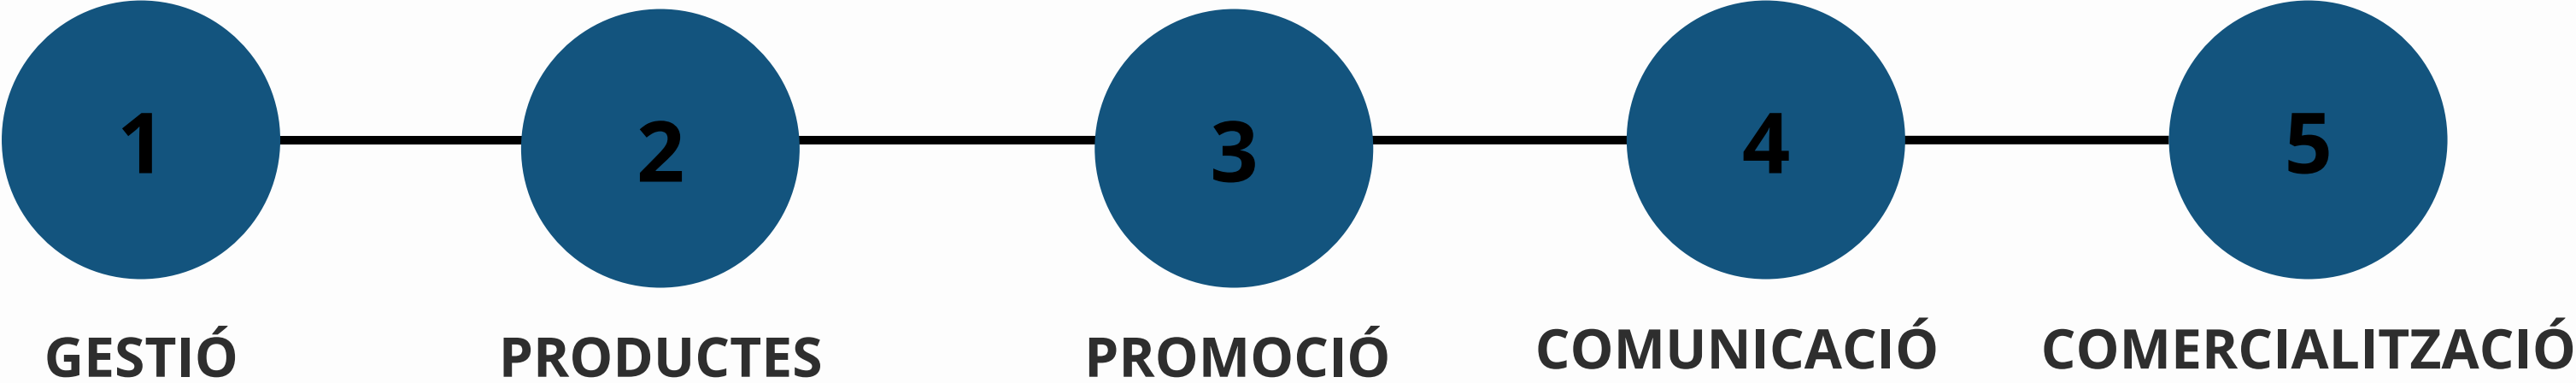 1
2
3
4
5
GESTIÓ
PRODUCTES
PROMOCIÓ
COMUNICACIÓ
COMERCIALITZACIÓ